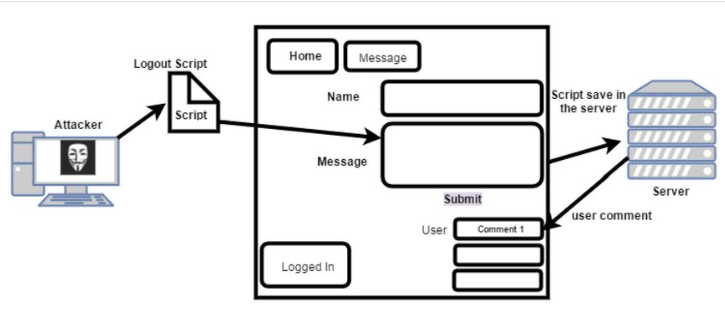 Home
Message
Logout Script
Script
Attacker
Name
Message
Submit
Script save in
the server
Server
user comment
User
Comment 1
Logged In